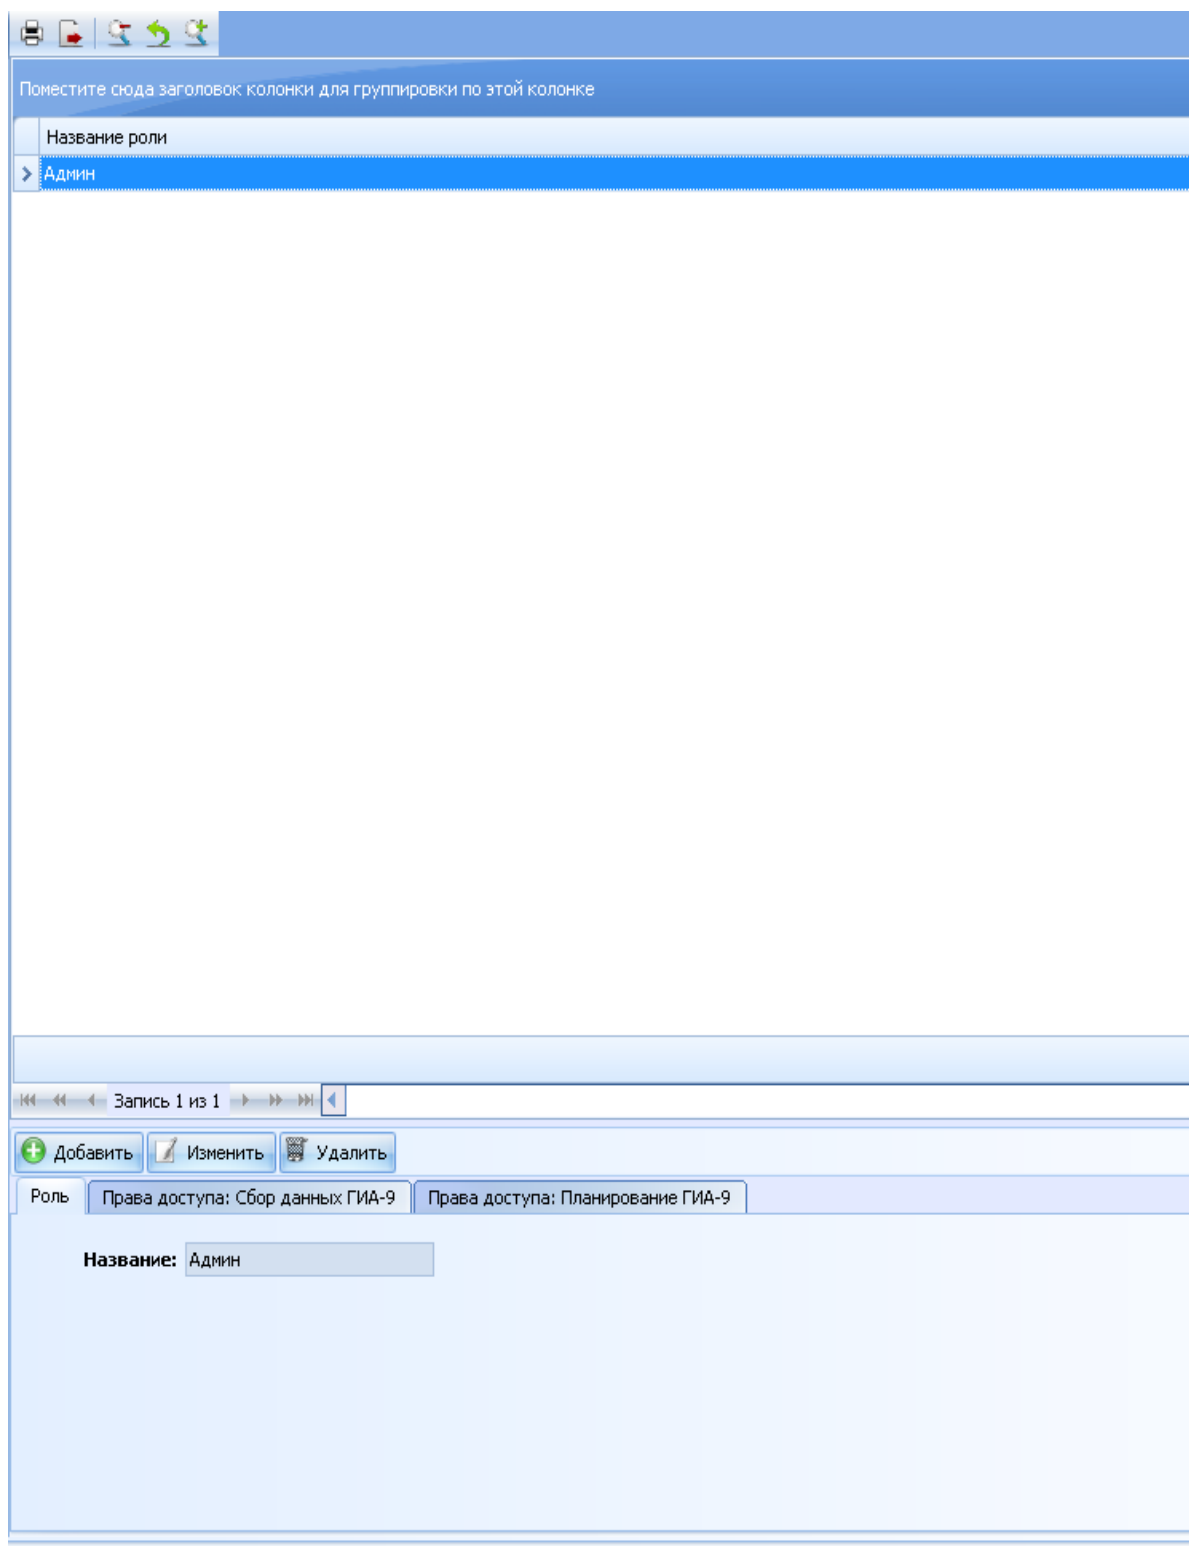 Поместите сюда заголовок колонки для группировки по этой колонке
Название роли
Админ
Запись 1 из 1
Добавить Изменить Удалить
Роль Права доступа: Сбор данных ГИА-9 Права доступа: Планирование ГИА-9
Название: Админ